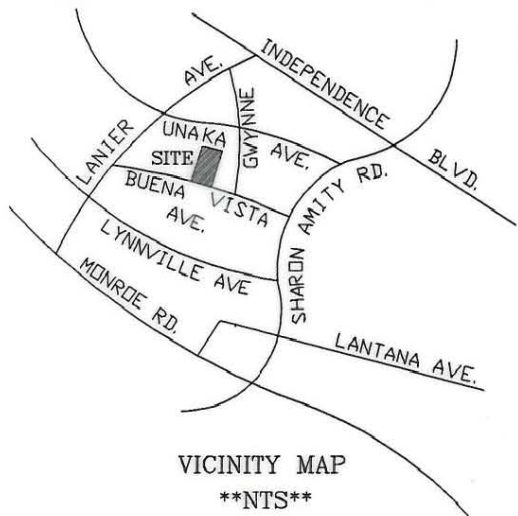 INDEPENDENCE
BLVD.
LANIER AVE.
GWYNNE
UNAKA AVE.
SITE
BUENA VISTA
AVE.
SHARON AMITY RD.
LYNNVILLE AVE
MONROE RD.
LANTANA AVE.
VICINITY MAP
**NTS**